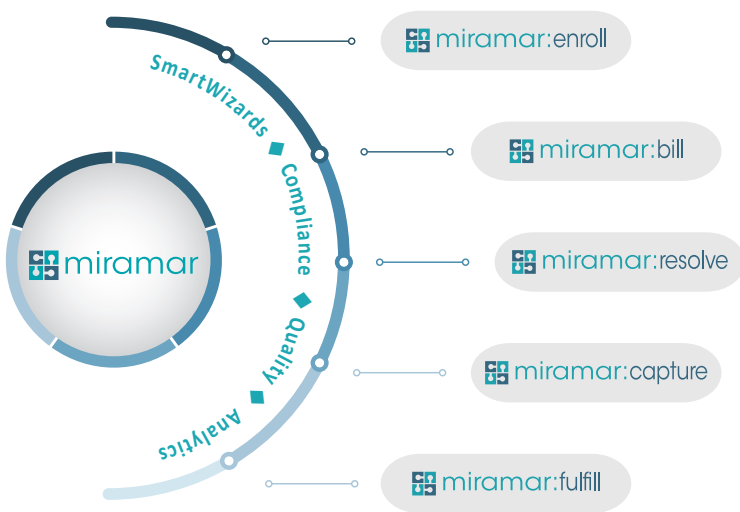 miramar
SmartWizards ◆ Compliance ◆ Quality ◆ Analytics
miramar:enroll
miramar:bill
miramar:resolve
miramar:capture
miramar:fulfill